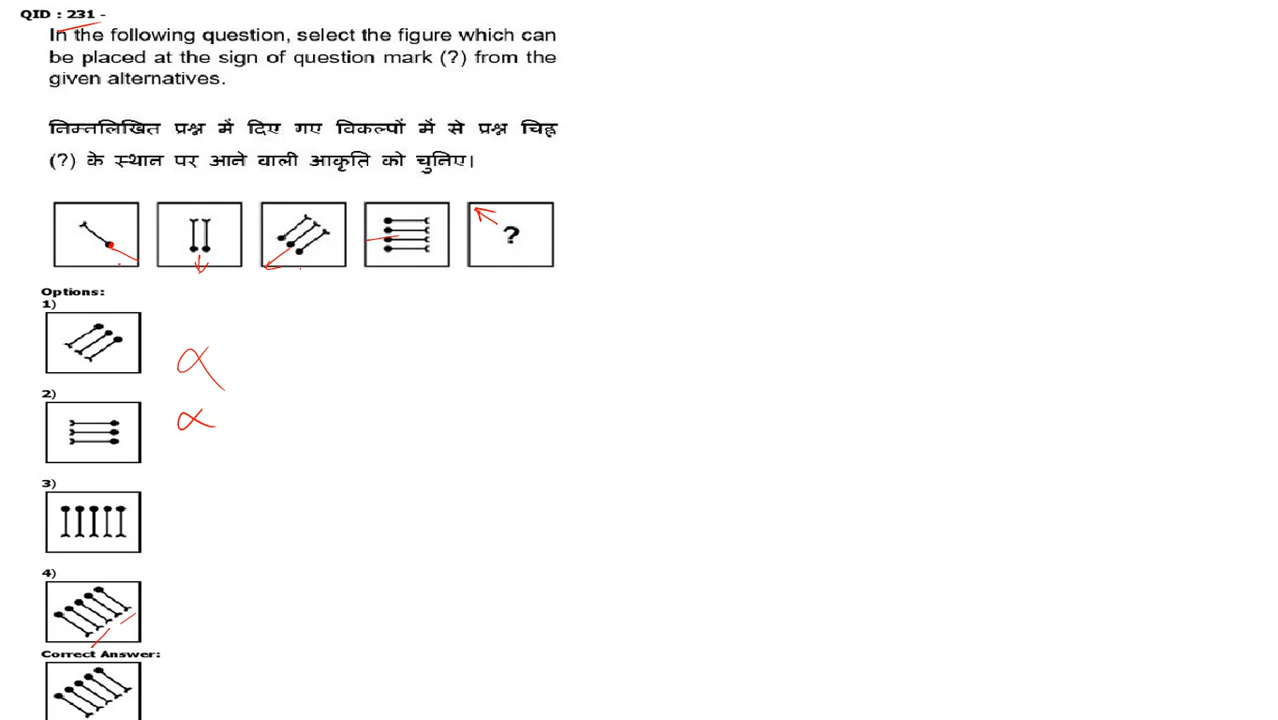 QID : 231 -
In the following question, select the figure which can
be placed at the sign of question mark (?) from the
given alternatives.
निम्नलिखित प्रश्न में दिए गए विकल्पों में से प्रश्न चिह्न
(?) के स्थान पर आने वाली आकृति को चुनिए।
?
Options:
1)
2)
3)
4)
Correct Answer: